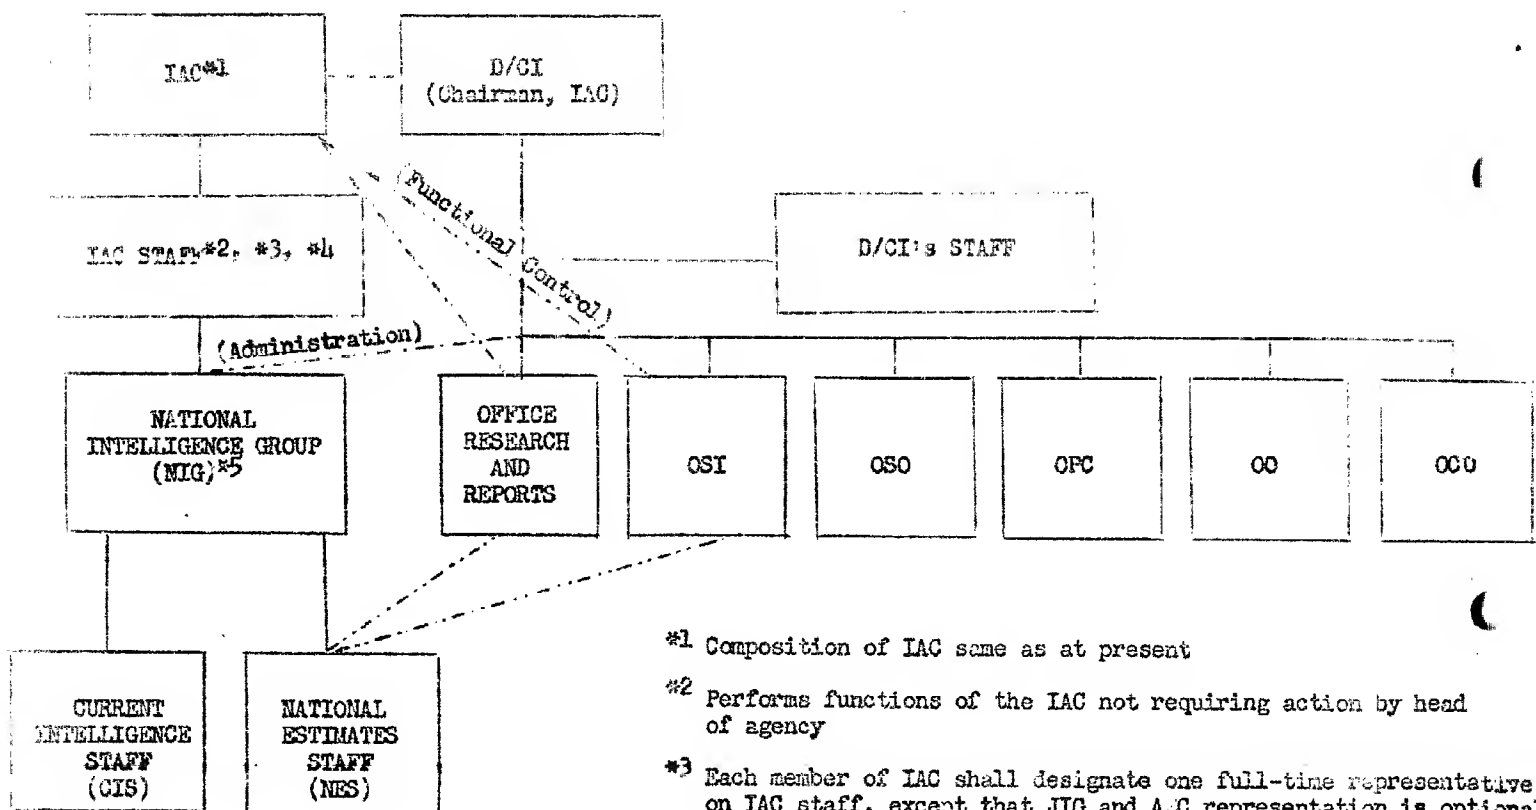 IAC*1
D/CI
(Chairman, IAC)
(Functional Control)
IAC STAFF*2, *3, *4
D/CI's STAFF
(Administration)
NATIONAL
INTELLIGENCE GROUP
(NIG)*5
OFFICE
RESEARCH
AND
REPORTS
OSI
OSO
OPC
OO
CURRENT
INTELLIGENCE
STAFF
(CIS)
NATIONAL
ESTIMATES
STAFF
(NES)
*1 Composition of IAC same as at present
*2 Performs functions of the IAC not requiring action by head
of agency
*3 Each member of IAC shall designate one full-time representative
on IAC staff, except that JIG and representation is